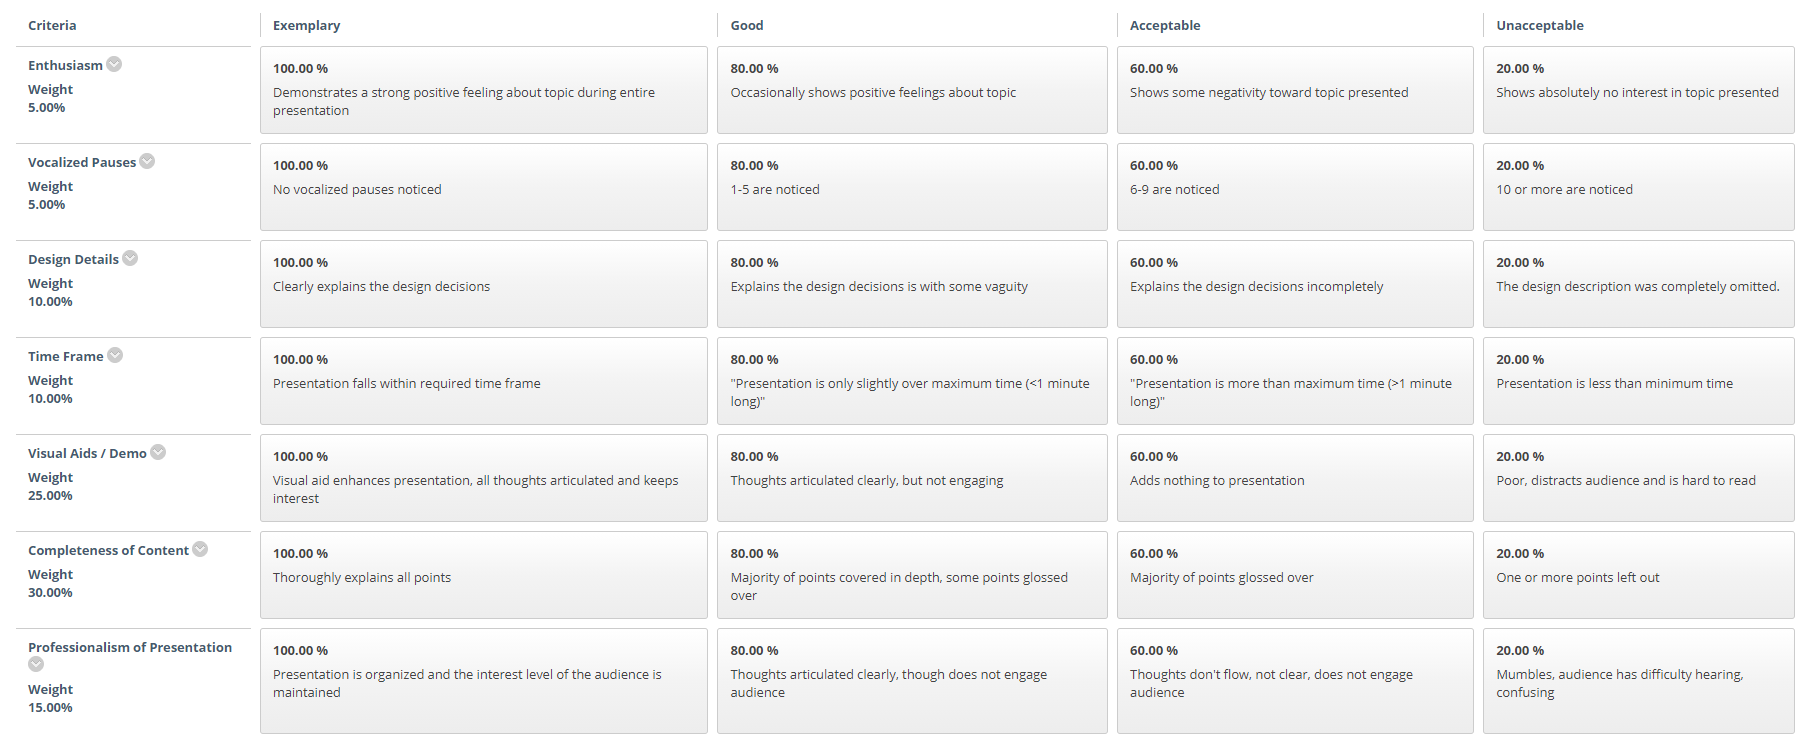 Criteria
Exemplary
Good
Acceptable
Unacceptable
Enthusiasm
Weight
5.00%
100.00 %
Demonstrates a strong positive feeling about topic during entire
presentation
80.00 %
Occasionally shows positive feelings about topic
60.00 %
Shows some negativity toward topic presented
20.00 %
Shows absolutely no interest in topic presented
Vocalized Pauses
Weight
5.00%
100.00 %
No vocalized pauses noticed
80.00 %
1-5 are noticed
60.00 %
6-9 are noticed
20.00 %
10 or more are noticed
Design Details
Weight
10.00%
100.00 %
Clearly explains the design decisions
80.00 %
Explains the design decisions is with some vaguity
60.00 %
Explains the design decisions incompletely
20.00 %
The design description was completely omitted.
Time Frame
Weight
10.00%
100.00 %
Presentation falls within required time frame
80.00 %
"Presentation is only slightly over maximum time (<1 minute
long)"
60.00 %
"Presentation is more than maximum time (>1 minute
long)"
20.00 %
Presentation is less than minimum time
Visual Aids / Demo
Weight
25.00%
100.00 %
Visual aid enhances presentation, all thoughts articulated and keeps
interest
80.00 %
Thoughts articulated clearly, but not engaging
60.00 %
Adds nothing to presentation
20.00 %
Poor, distracts audience and is hard to read
Completeness of Content
Weight
30.00%
100.00 %
Thoroughly explains all points
80.00 %
Majority of points covered in depth, some points glossed
over
60.00 %
Majority of points glossed over
20.00 %
One or more points left out
Professionalism of Presentation
Weight
15.00%
100.00 %
Presentation is organized and the interest level of the audience is
maintained
80.00 %
Thoughts articulated clearly, though does not engage
audience
60.00 %
Thoughts don't flow, not clear, does not engage
audience
20.00 %
Mumbles, audience has difficulty hearing,
confusing